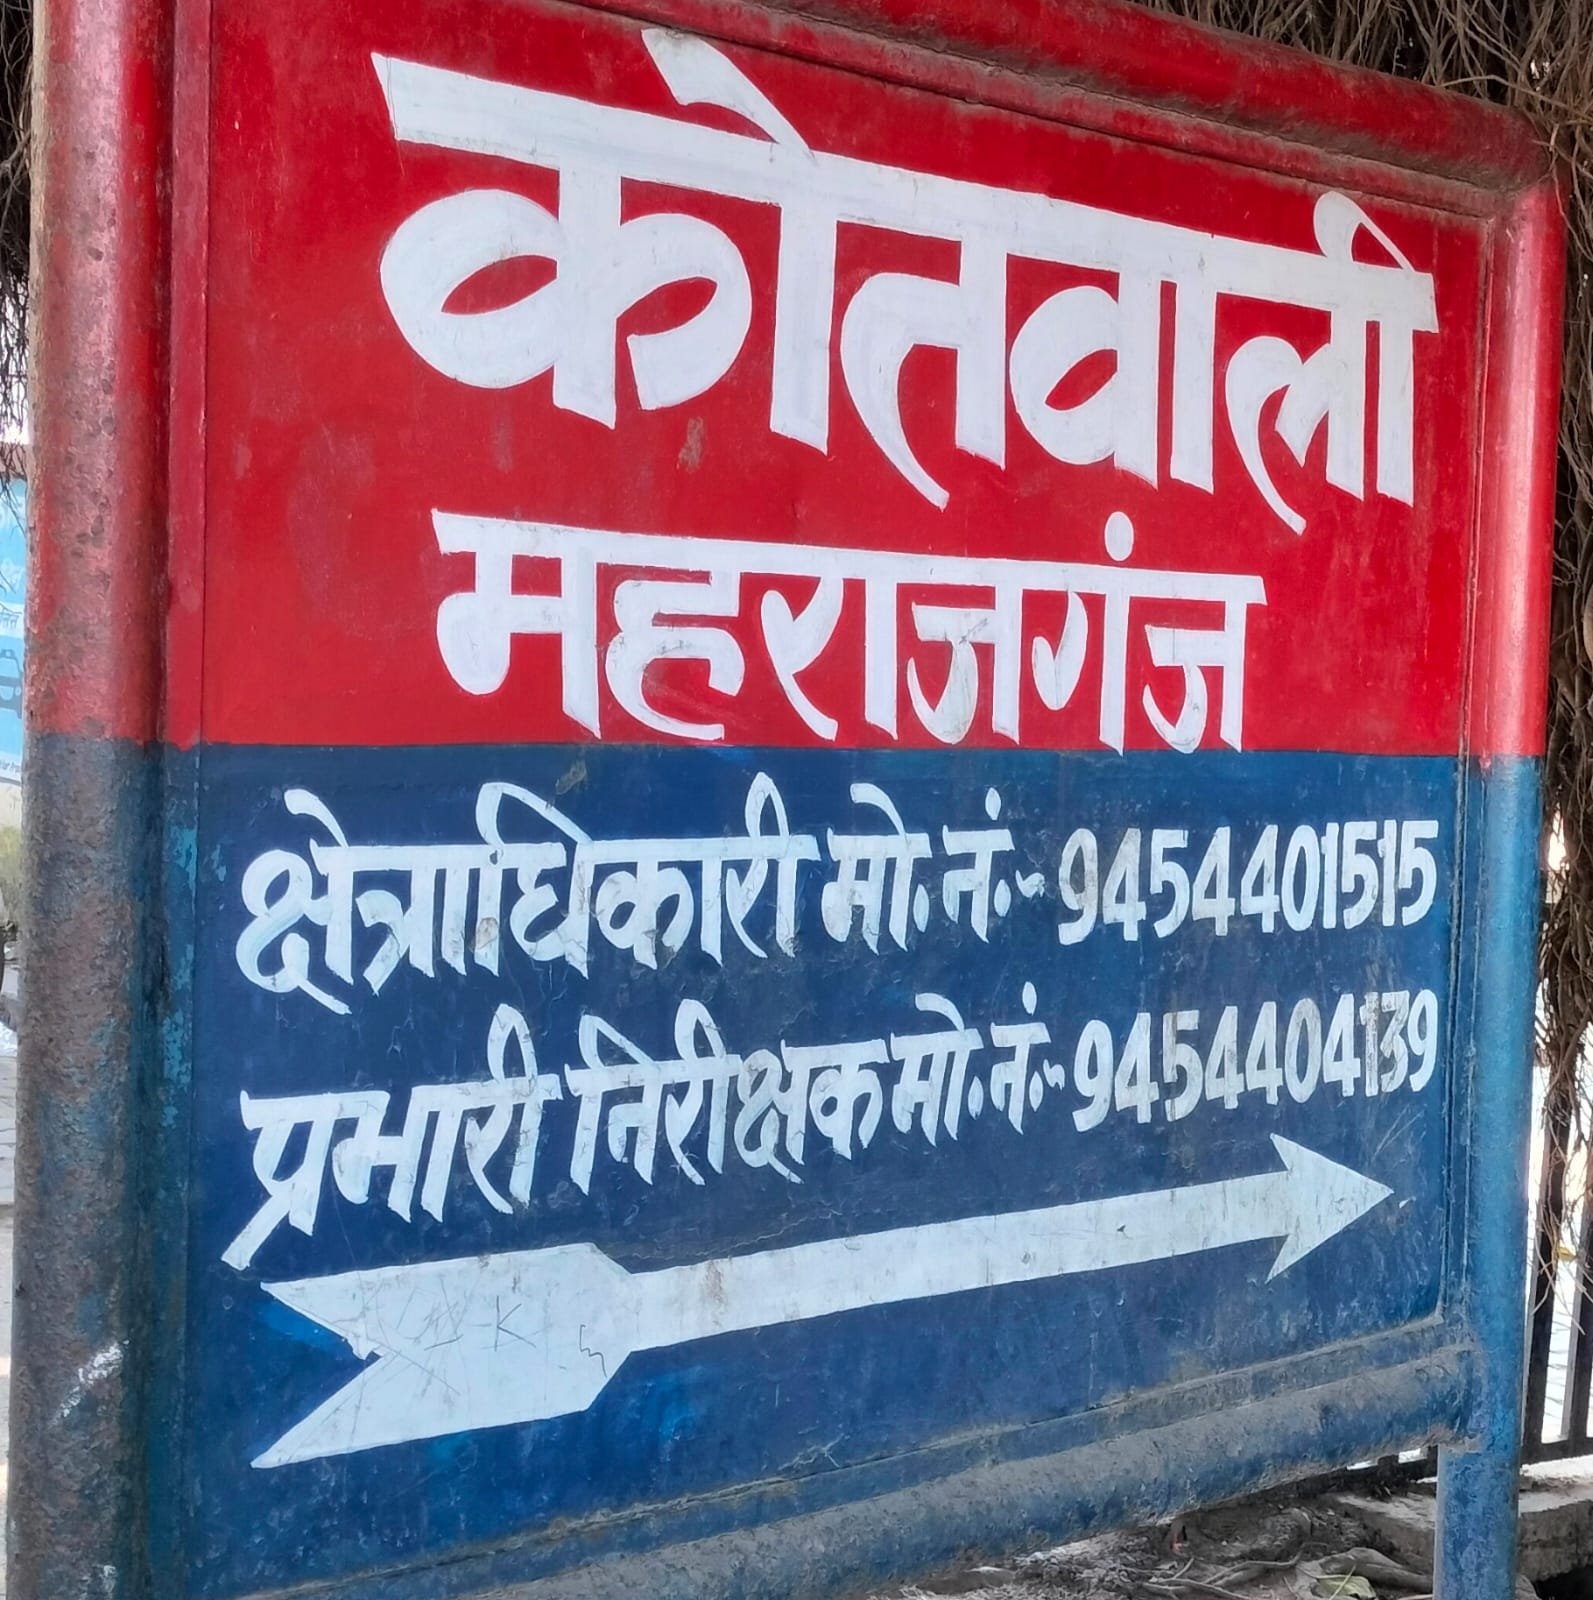 कोतवाली
महराजगंज
क्षेत्राधिकारी मो.नं.- 9454401515
प्रभारी निरीक्षक मो.नं.- 9454404139